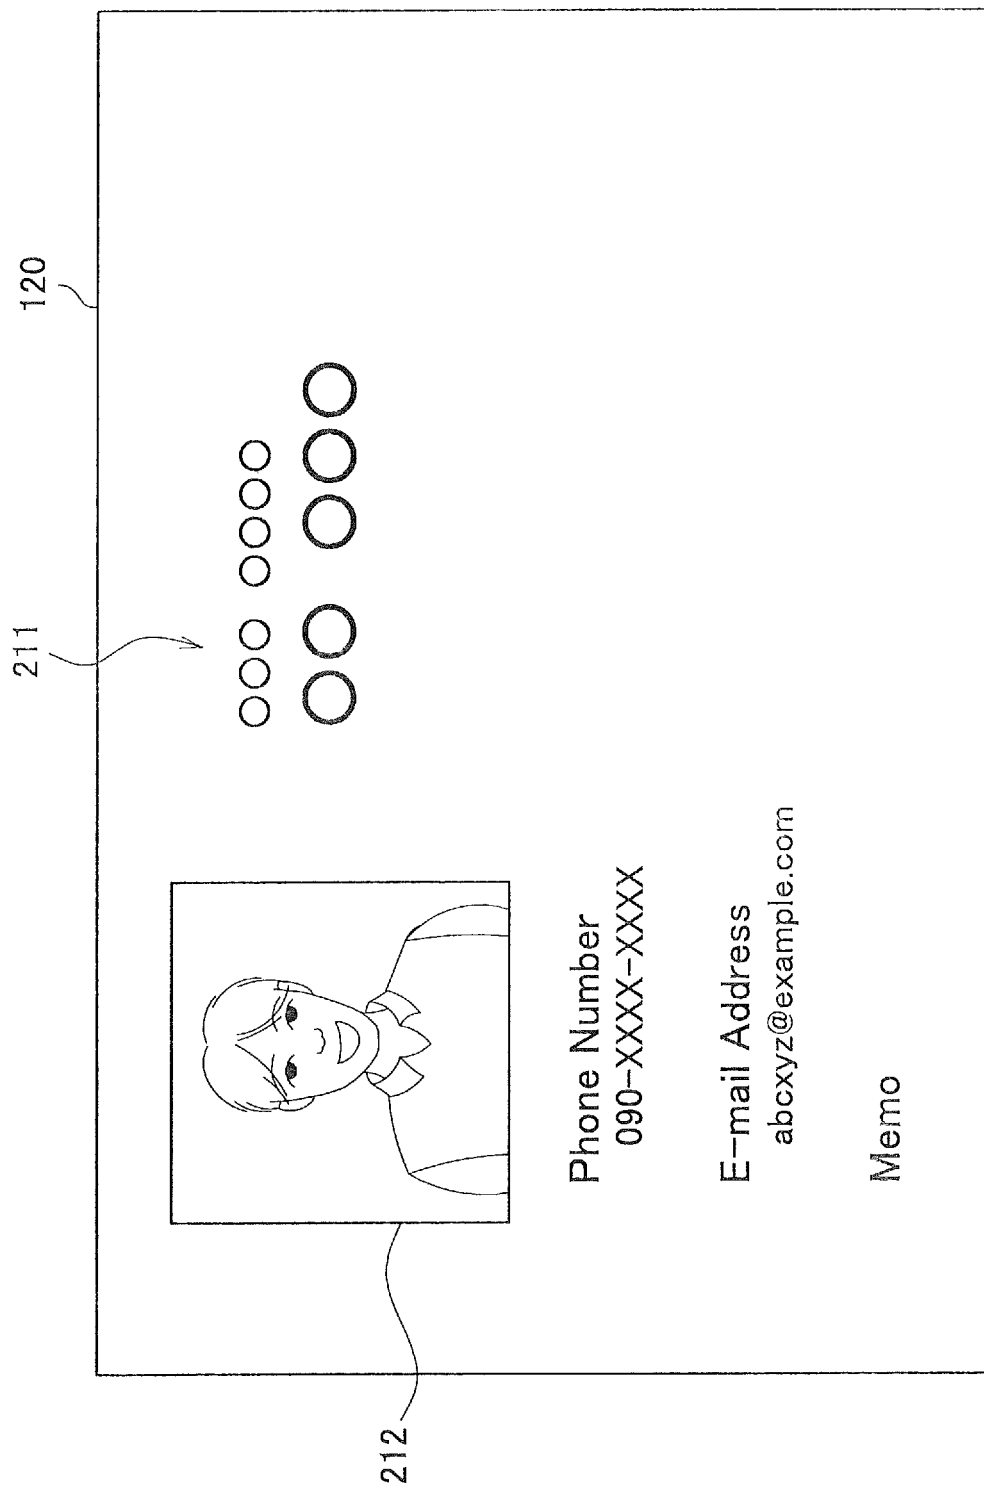 120
211
○○○ ○○○○
○○ ○○○
212
Phone Number
090-XXXX-XXXX
E-mail Address
abcxyz@example.com
Memo